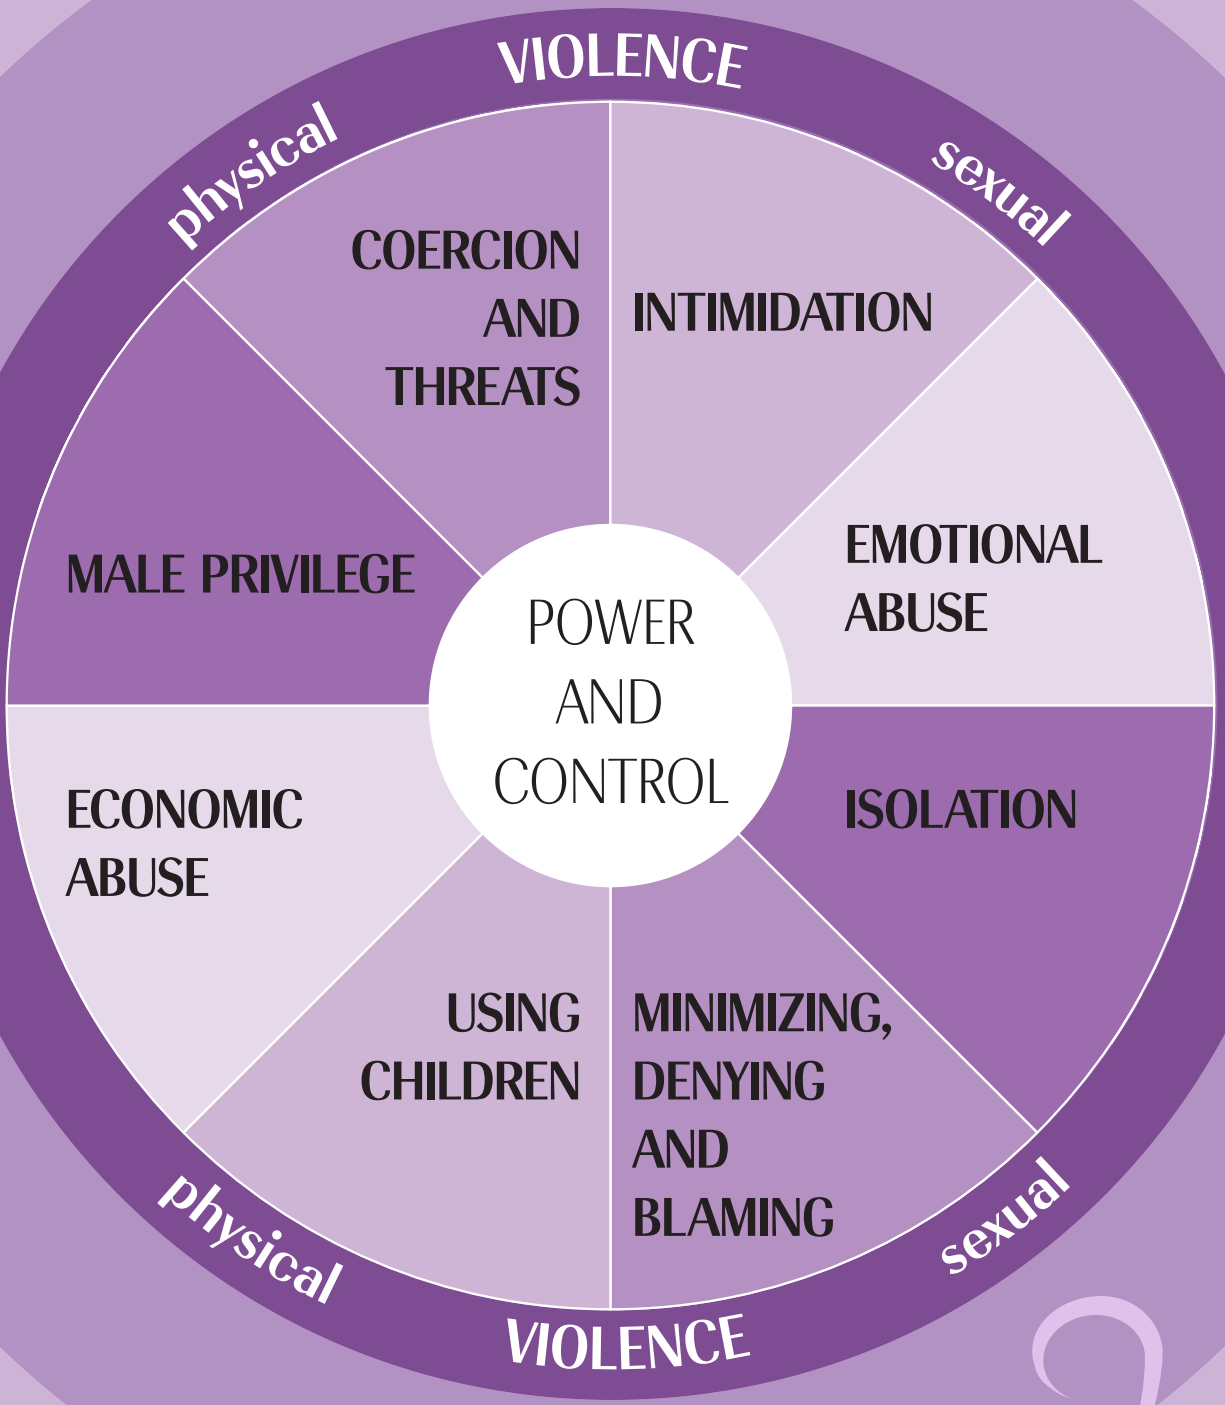 VIOLENCE
physical
sexual
COERCION
AND
THREATS
INTIMIDATION
MALE PRIVILEGE
EMOTIONAL
ABUSE
POWER
AND
CONTROL
ECONOMIC
ABUSE
ISOLATION
USING
CHILDREN
MINIMIZING,
DENYING
AND
BLAMING
physical
sexual
VIOLENCE